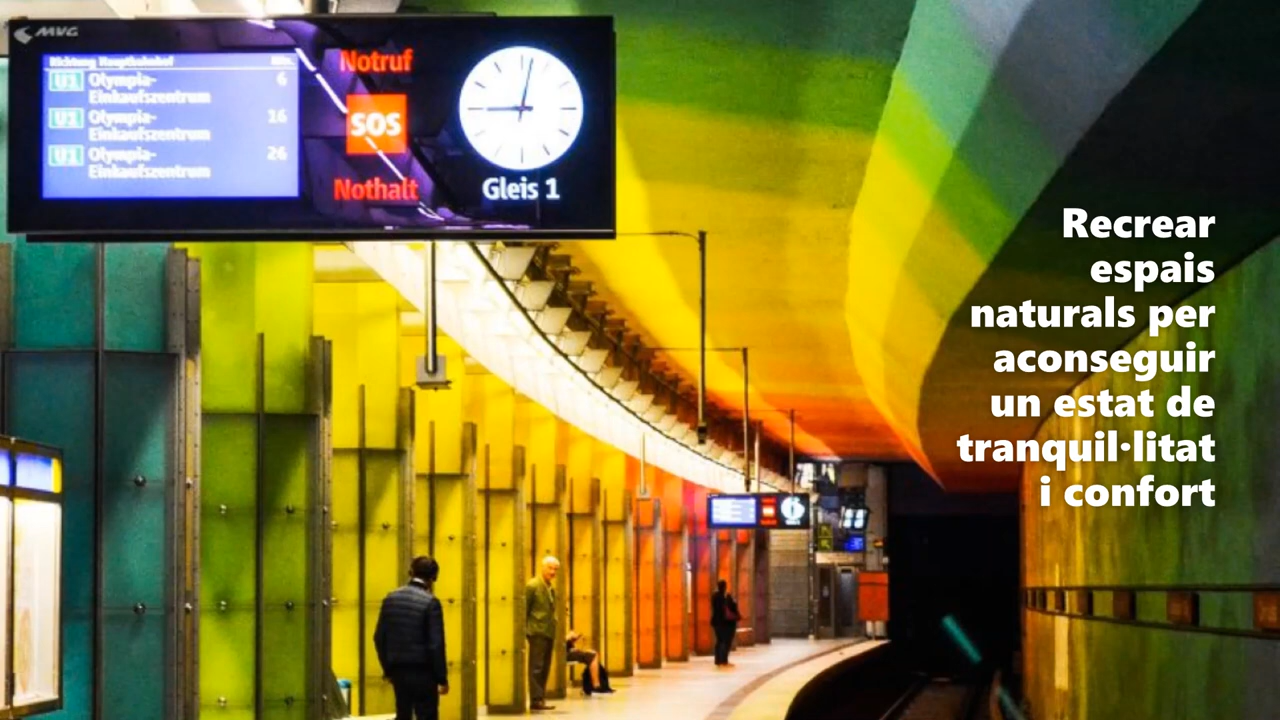 MVG
Richtung Hauptbahnhof Min.
U1 Olympia- 6
Einkaufszentrum
U1 Olympia- 16
Einkaufszentrum
U1 Olympia- 26
Einkaufszentrum
Notruf
SOS
Nothalt
Gleis 1
Recrear
espais
naturals per
aconseguir
un estat de
tranquil·litat
i confort